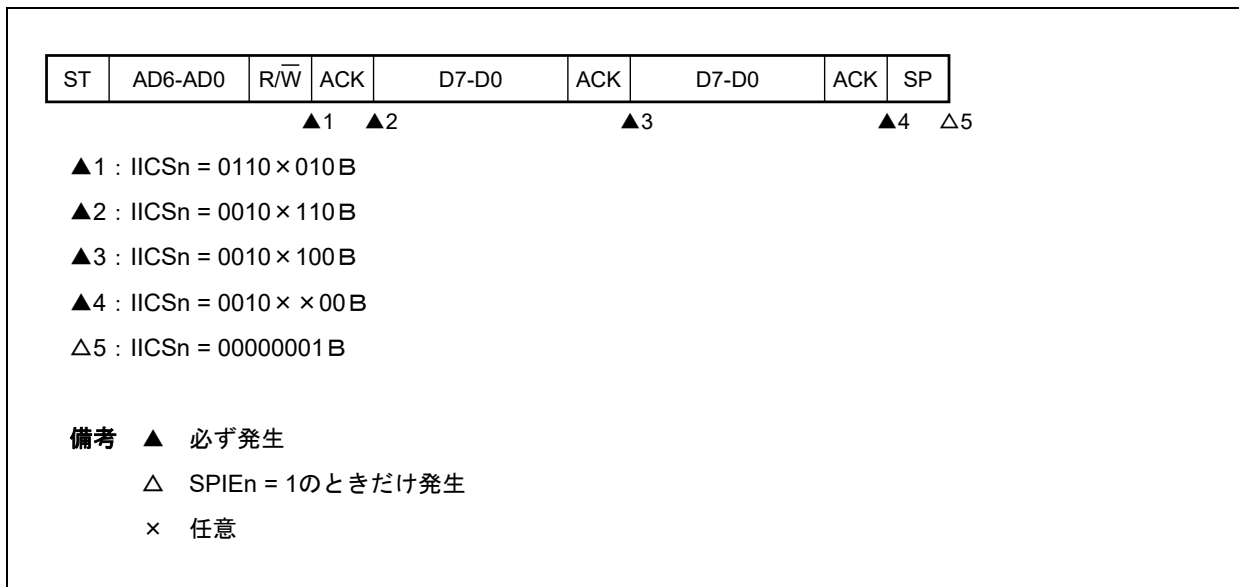 ST AD6-AD0 R/W̅ ACK D7-D0 ACK D7-D0 ACK SP
▲1 ▲2 ▲3 ▲4 △5
▲1：IICSn = 0110×010B
▲2：IICSn = 0010×110B
▲3：IICSn = 0010×100B
▲4：IICSn = 0010××00B
△5：IICSn = 00000001B
備考 ▲ 必ず発生
△ SPIEn = 1のときだけ発生
× 任意